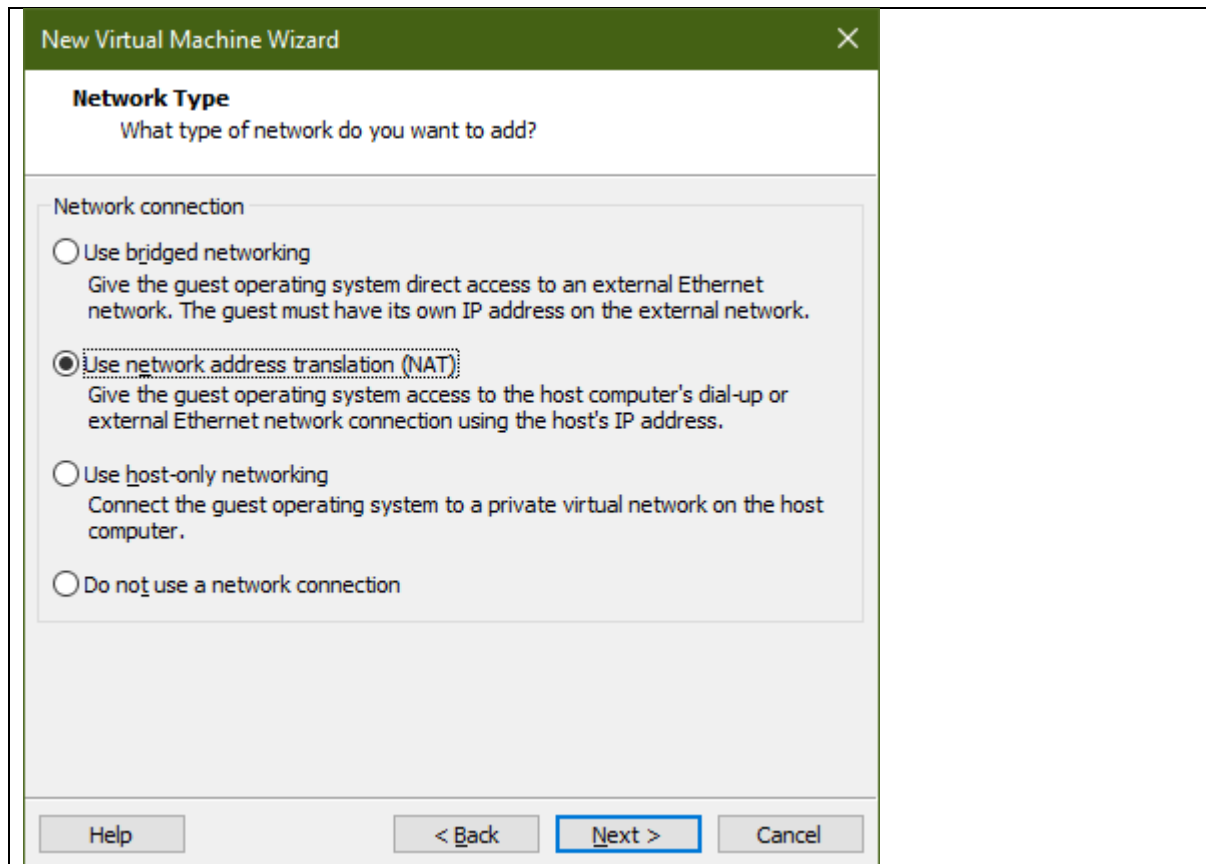 New Virtual Machine Wizard
Network Type
What type of network do you want to add?
Network connection
Use bridged networking
Give the guest operating system direct access to an external Ethernet
network. The guest must have its own IP address on the external network.
Use network address translation (NAT)
Give the guest operating system access to the host computer's dial-up or
external Ethernet network connection using the host's IP address.
Use host-only networking
Connect the guest operating system to a private virtual network on the host
computer.
Do not use a network connection
Help < Back Next > Cancel